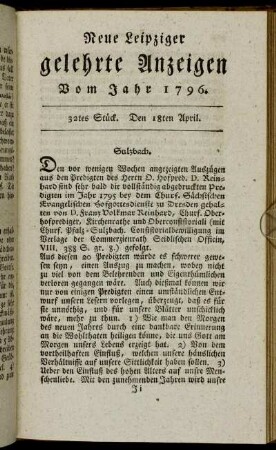 Neue Leipziger
gelehrte Anzeigen
Vom Jahr 1796.
32tes Stück. Den 18ten April.
Sulzbach.
Den vor wenigen Wochen angezeigten Auszügen
aus den Predigten des Herrn O. Hofpred. D. Rein-
hard sind sehr bald die vollständig abgedruckten Pre-
digten im Jahr 1795 bey dem Churf. Sächsischen
Evangelischen Hofgottesdienste zu Dresden gehalts
ten von D. Franz Volkmar Reinhard, Churf. Ober-
hofprediger, Kirchenrathe und Oberconsistorial (mit
Churf. Pfalz-Sulzbach. Consistorialbewilligung im
Verlage der Commerzienrath Seidlischen Officin,
VIII, 388 S. gr. 8.) gefolgt.
Aus diesen 20 Predigten würde es schwerer gewe-
sen seyn, einen Auszug zu machen, wobey nicht
zu viel von dem Belehrenden und Eigenthümlichen
verloren gegangen wäre. Auch diesmal können wir
nur von einigen Predigten einen umständlichen Ent-
wurf unsern Lesern vorlegen, überzeugt, daß es für
sie unnöthig, und für unsre Blätter unschicklich
wäre, mehr zu thun. 1) Wie man den Morgen
des neuen Jahres durch eine dankbare Erinnerung
an die Wohlthaten heiligen könne, die uns Gott am
Morgen unsers Lebens erzeigt hat. 2) Von dem
vortheilhaften Einfluß, welchen unsere häuslichen
Verhältnisse auf unsere Sittlichkeit haben sollen. 3)
Ueber den Einfluß des hohen Alters auf unsre Men-
schenliebe. Mit den zunehmenden Jahren wird unsre
Ii